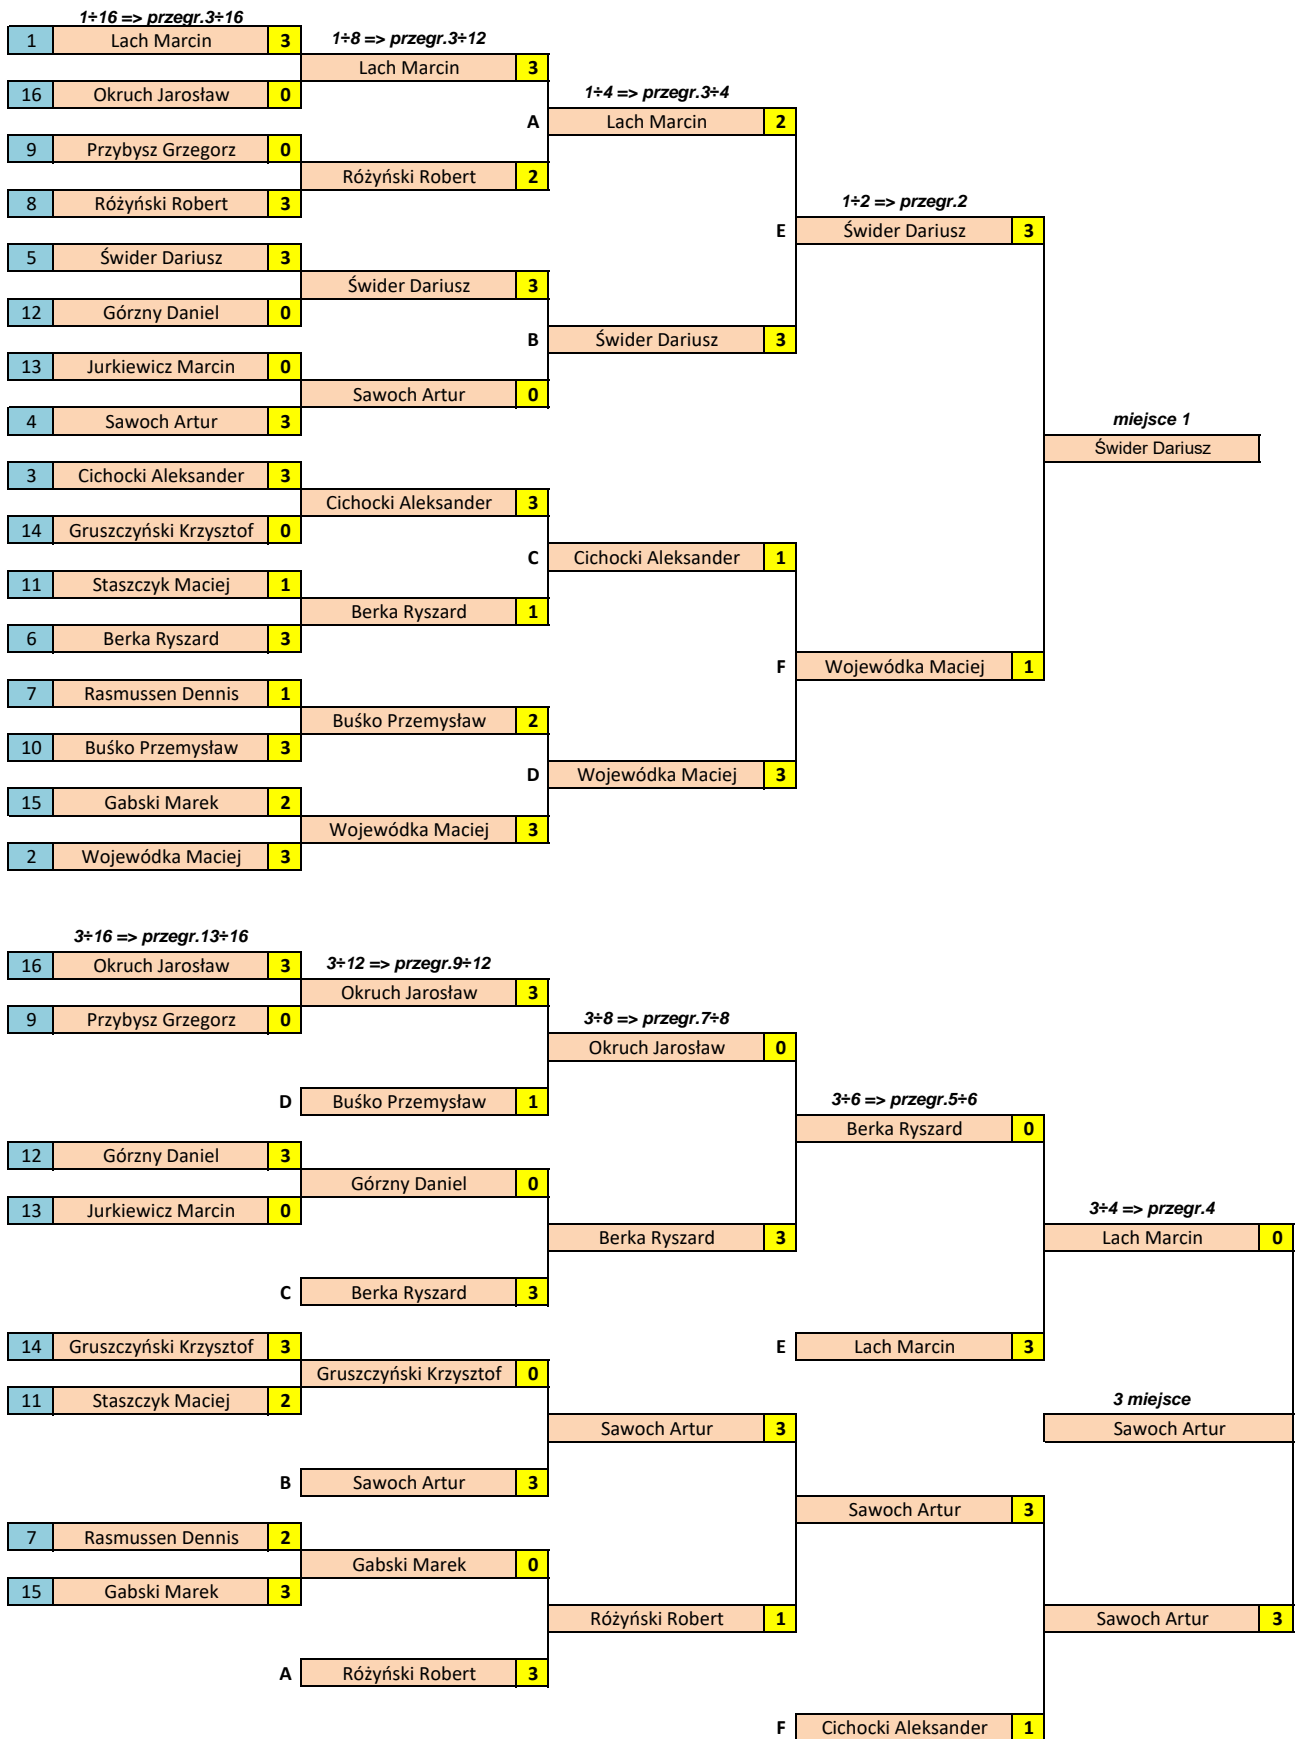 1÷16 => przegr.3÷16
1 Lach Marcin 3 1÷8 => przegr.3÷12
Lach Marcin 3
16 Okruch Jarosław 0 1÷4 => przegr.3÷4
A Lach Marcin 2
9 Przybysz Grzegorz 0
Różyński Robert 2
8 Różyński Robert 3 1÷2 => przegr.2
E Świder Dariusz 3
5 Świder Dariusz 3
Świder Dariusz 3
12 Górzny Daniel 0
B Świder Dariusz 3
13 Jurkiewicz Marcin 0
Sawoch Artur 0
4 Sawoch Artur 3 miejsce 1
Świder Dariusz
3 Cichocki Aleksander 3
Cichocki Aleksander 3
14 Gruszczyński Krzysztof 0
C Cichocki Aleksander 1
11 Staszczyk Maciej 1
Berka Ryszard 1
6 Berka Ryszard 3
F Wojewódka Maciej 1
7 Rasmussen Dennis 1
Buśko Przemysław 2
10 Buśko Przemysław 3
D Wojewódka Maciej 3
15 Gabski Marek 2
Wojewódka Maciej 3
2 Wojewódka Maciej 3
3÷16 => przegr.13÷16
16 Okruch Jarosław 3 3÷12 => przegr.9÷12
Okruch Jarosław 3
9 Przybysz Grzegorz 0 3÷8 => przegr.7÷8
Okruch Jarosław 0
D Buśko Przemysław 1 3÷6 => przegr.5÷6
Berka Ryszard 0
12 Górzny Daniel 3
Górzny Daniel 0
13 Jurkiewicz Marcin 0 3÷4 => przegr.4
Berka Ryszard 3 Lach Marcin 0
C Berka Ryszard 3
14 Gruszczyński Krzysztof 3 E Lach Marcin 3
Gruszczyński Krzysztof 0
11 Staszczyk Maciej 2 3 miejsce
Sawoch Artur 3 Sawoch Artur
B Sawoch Artur 3
Sawoch Artur 3
7 Rasmussen Dennis 2
Gabski Marek 0
15 Gabski Marek 3
Różyński Robert 1 Sawoch Artur 3
A Różyński Robert 3
F Cichocki Aleksander 1